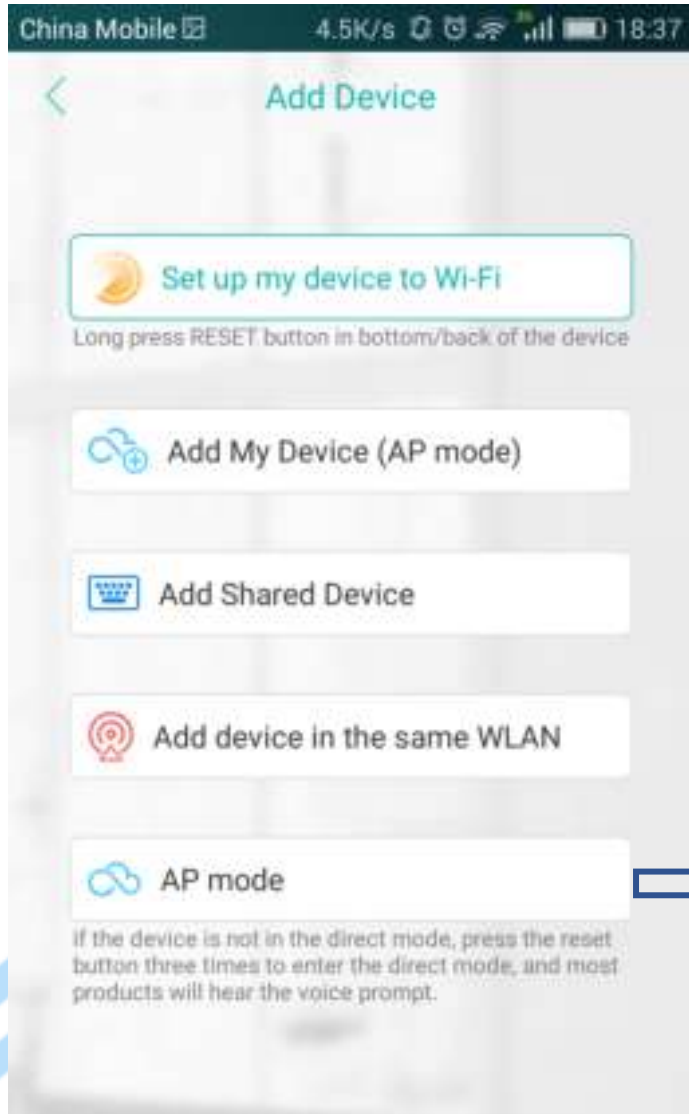 China Mobile 4.5K/s 18:37
Add Device
Set up my device to Wi-Fi
Long press RESET button in bottom/back of the device
Add My Device (AP mode)
Add Shared Device
Add device in the same WLAN
AP mode
If the device is not in the direct mode, press the reset
button three times to enter the direct mode, and most
products will hear the voice prompt.